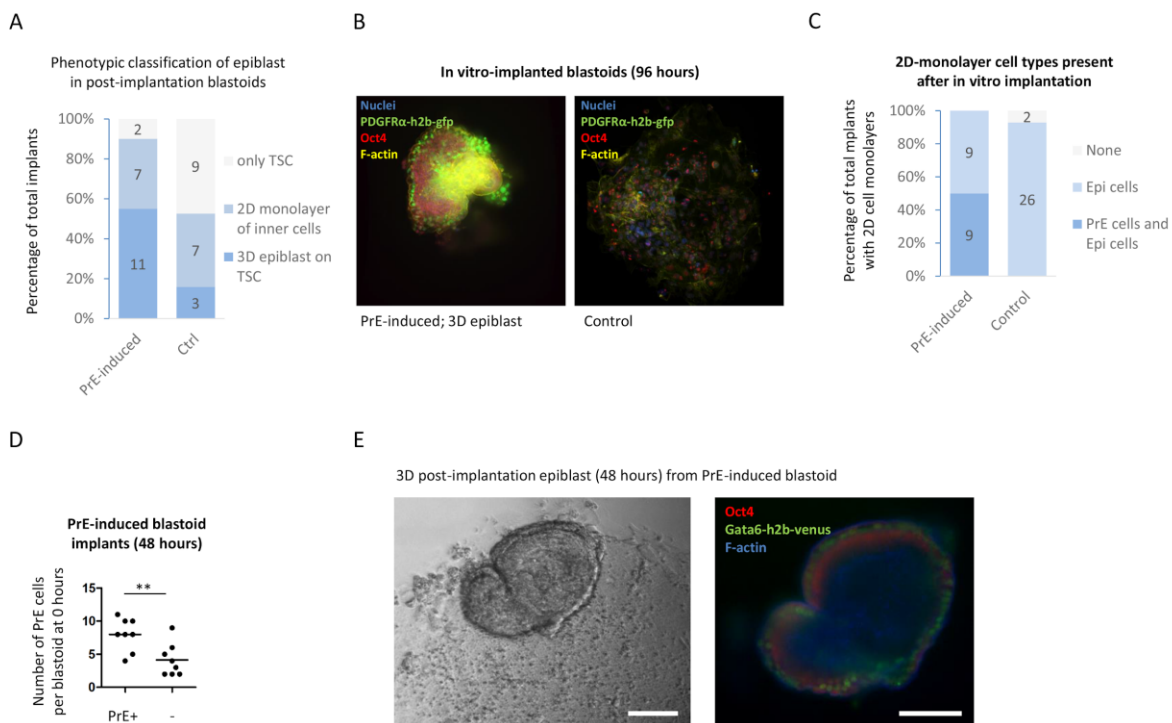 A
Phenotypic classification of epiblast
in post-implantation blastoids
Percentage of total implants
100%
80%
60%
40%
20%
0%
2
7
11
9
7
3
only TSC
2D monolayer
of inner cells
3D epiblast on
TSC
PrE-induced
Ctrl
B
In vitro-implanted blastoids (96 hours)
Nuclei
PDGFRα-h2b-gfp
Oct4
F-actin
Nuclei
PDGFRα-h2b-gfp
Oct4
F-actin
PrE-induced; 3D epiblast
Control
C
2D-monolayer cell types present
after in vitro implantation
Percentage of total implants
with 2D cell monolayers
100%
80%
60%
40%
20%
0%
9
9
2
26
None
Epi cells
PrE cells and
Epi cells
PrE-induced
Control
D
PrE-induced blastoid
implants (48 hours)
Number of PrE cells
per blastoid at 0 hours
15
10
5
0
**
PrE+
-
E
3D post-implantation epiblast (48 hours) from PrE-induced blastoid
Oct4
Gata6-h2b-venus
F-actin